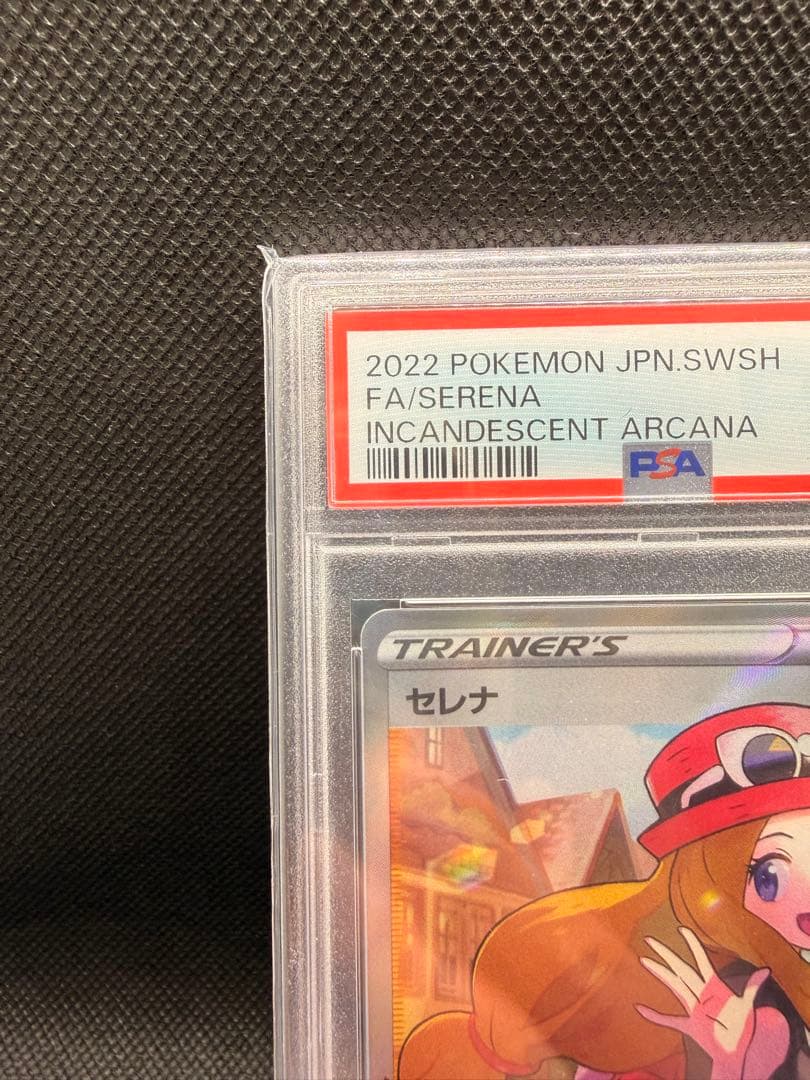 2022 POKEMON JPN.SWSH
FA/SERENA
INCANDESCENT ARCANA
PSA
TRAINER'S
セレナ